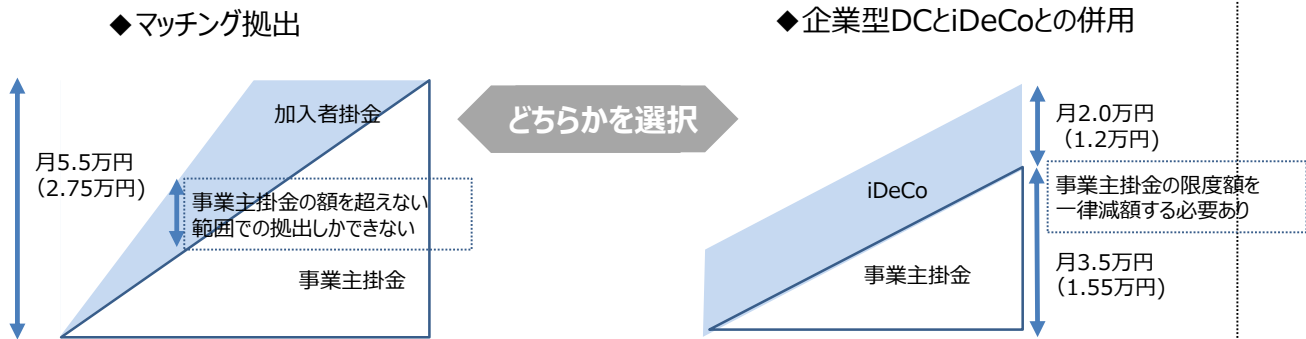 ◆マッチング拠出
加入者掛金
月5.5万円
(2.75万円)
事業主掛金の額を超えない
範囲での拠出しかできない
事業主掛金
どちらかを選択
◆企業型DCとiDeCoとの併用
月2.0万円
(1.2万円)
iDeCo
事業主掛金の限度額を
一律減額する必要あり
事業主掛金
月3.5万円
(1.55万円)